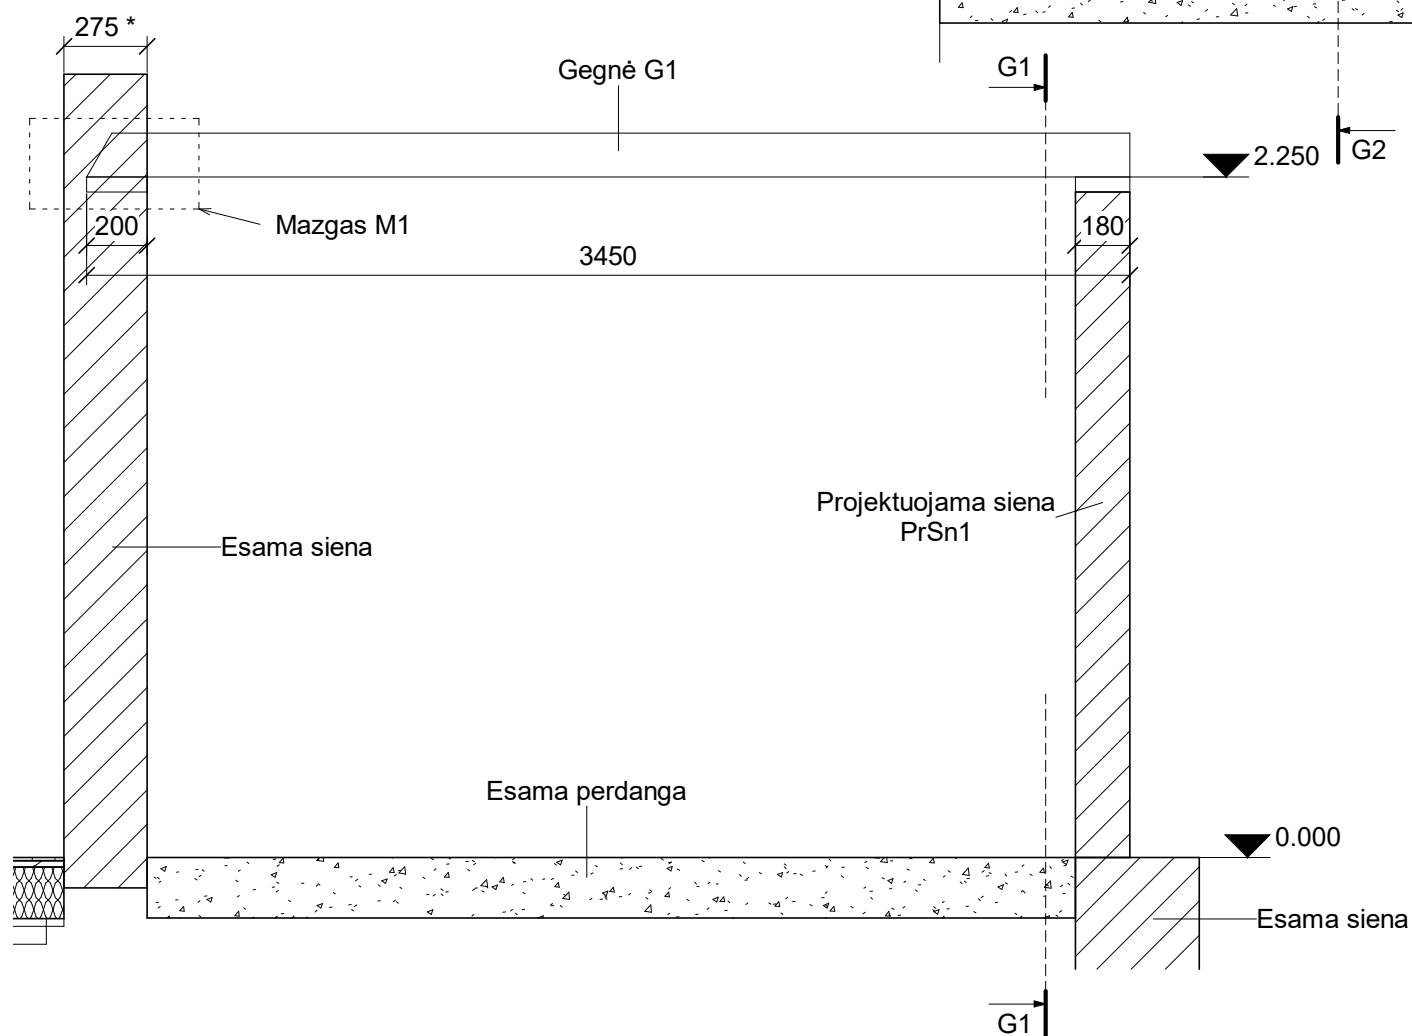 275 *
Gegnė G1
G1
2.250
G2
200
Mazgas M1
180
3450
Projektuojama siena
PrSn1
Esama siena
Esama perdanga
0.000
Esama siena
G1